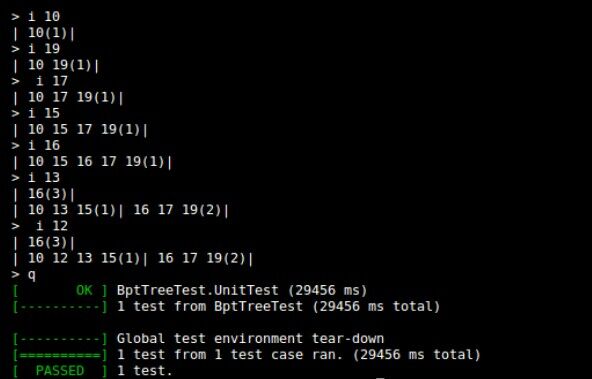 > i 10
| 10(1)|
> i 19
| 10 19(1)|
>  i 17
| 10 17 19(1)|
> i 15
| 10 15 17 19(1)|
> i 16
| 10 15 16 17 19(1)|
> i 13
| 16(3)|
| 10 13 15(1)| 16 17 19(2)|
>  i 12
| 16(3)|
| 10 12 13 15(1)| 16 17 19(2)|
> q
[       OK ] BptTreeTest.UnitTest (29456 ms)
[----------] 1 test from BptTreeTest (29456 ms total)

[----------] Global test environment tear-down
[==========] 1 test from 1 test case ran. (29456 ms total)
[  PASSED  ] 1 test.